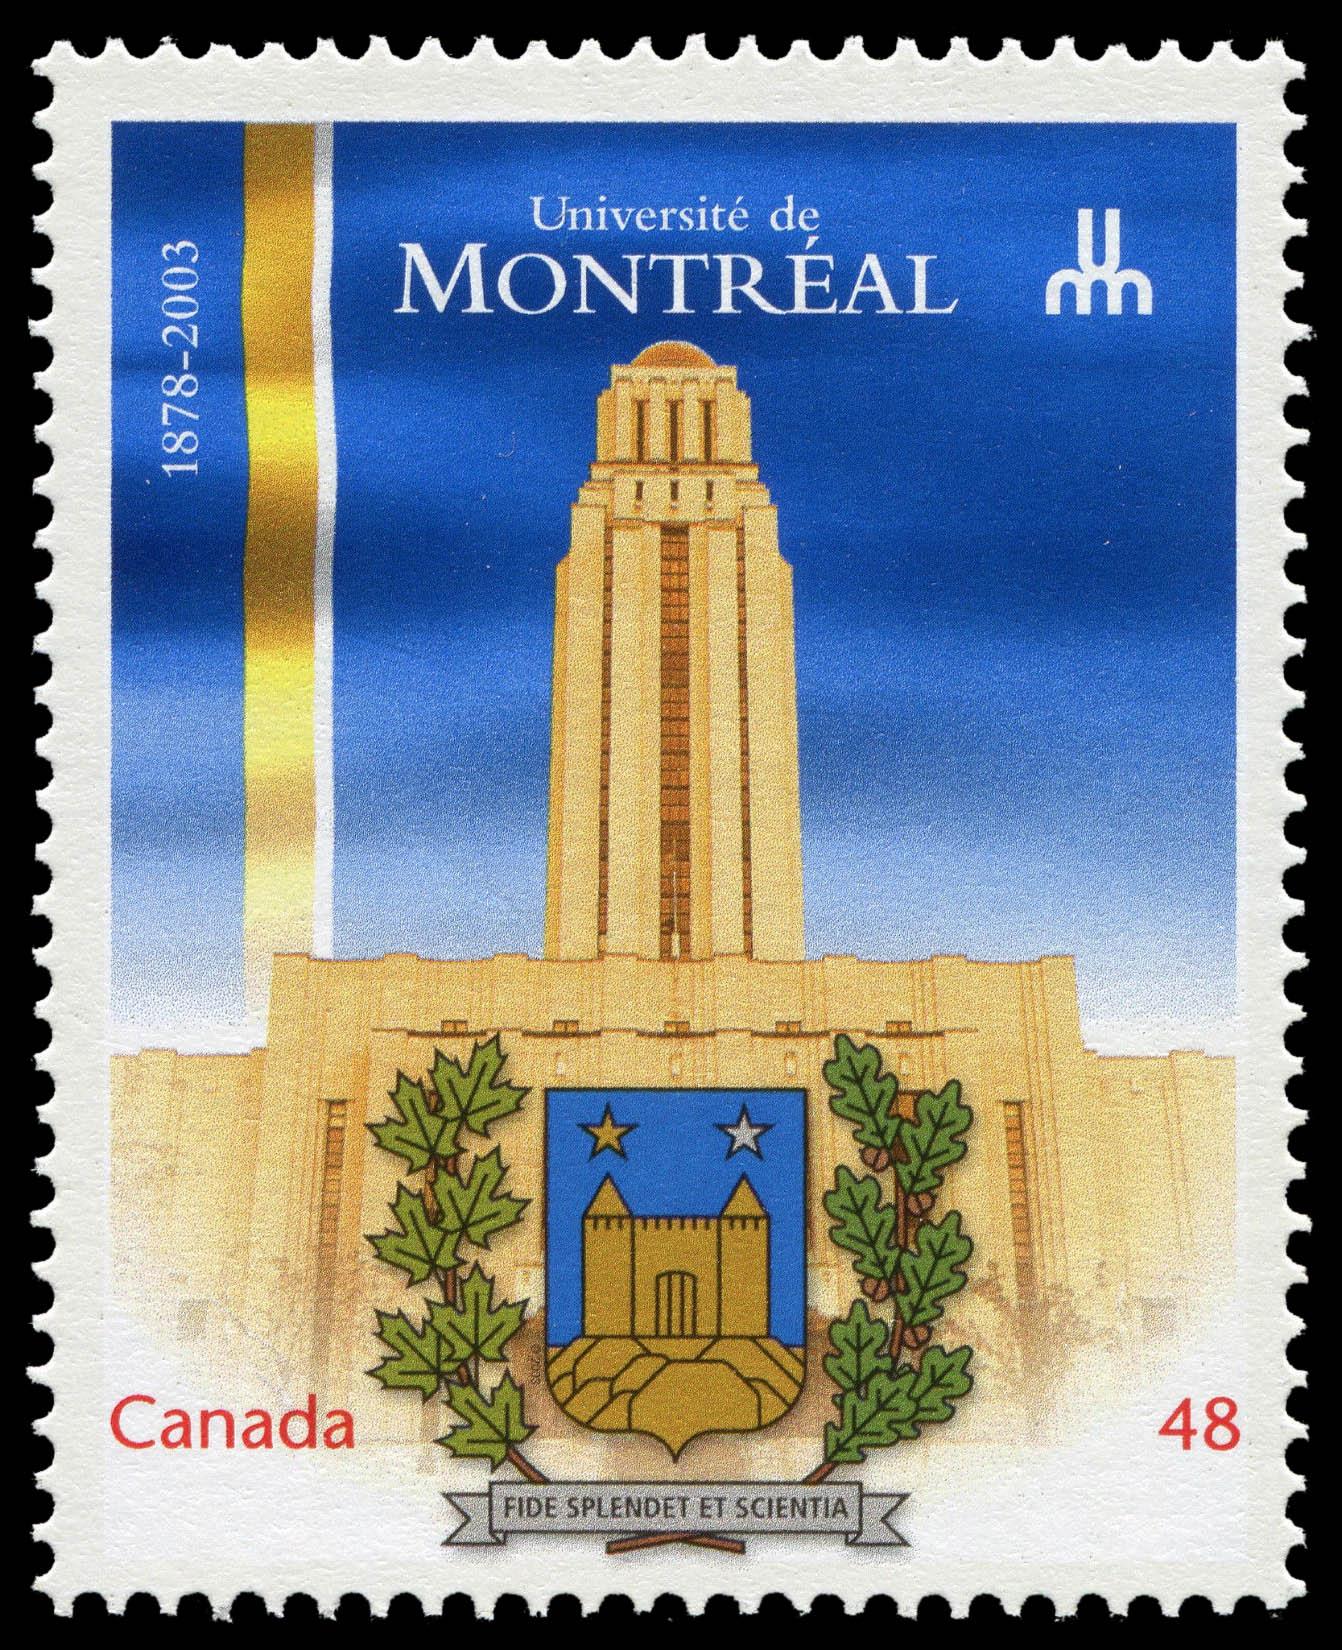 Université de
MONTRÉAL
1878-2003
Canada
48
FIDE SPLENDET ET SCIENTIA